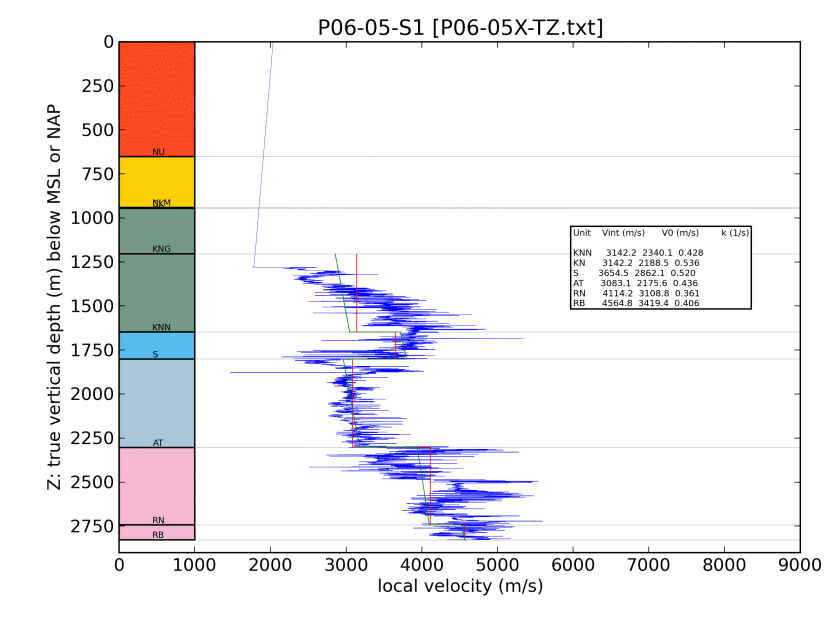 P06-05-S1 [P06-05X-TZ.txt]
0
250
500
750
1000
1250
1500
1750
2000
2250
2500
2750
Z: true vertical depth (m) below MSL or NAP
NU
KNG
KNN
S
AT
RN
RB
Unit Vint (m/s) V0 (m/s) k (1/s)
KNN 3142.2 2340.1 0.428
KN 3142.2 2188.5 0.536
S 3654.5 2862.1 0.520
AT 3083.1 2175.6 0.436
RN 4114.2 3108.8 0.361
RB 4564.8 3419.4 0.406
0 1000 2000 3000 4000 5000 6000 7000 8000 9000
local velocity (m/s)